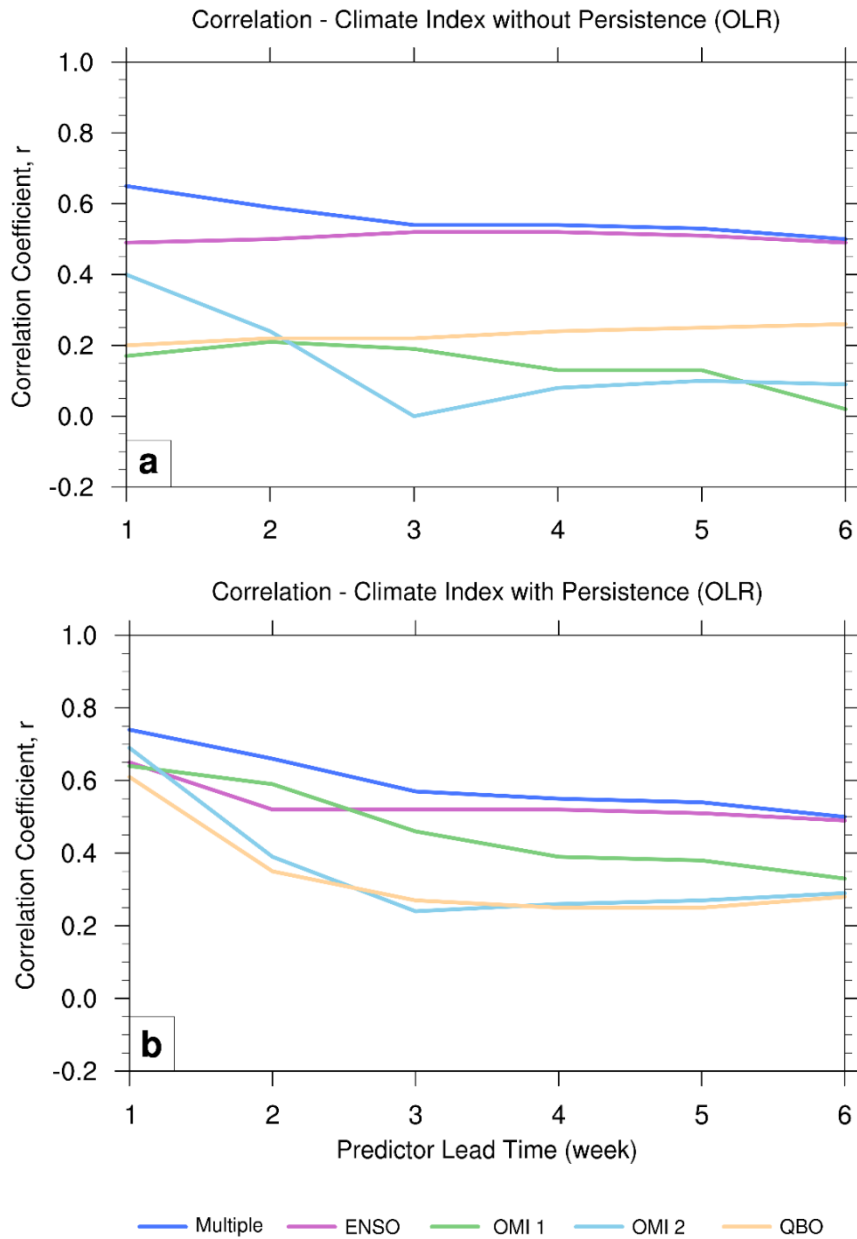 Correlation - Climate Index without Persistence (OLR)
Correlation Coefficient, r
1.0
0.8
0.6
0.4
0.2
0.0
-0.2
a
1 2 3 4 5 6
Correlation - Climate Index with Persistence (OLR)
Correlation Coefficient, r
1.0
0.8
0.6
0.4
0.2
0.0
-0.2
b
1 2 3 4 5 6
Predictor Lead Time (week)
Multiple ENSO OMI 1 OMI 2 QBO